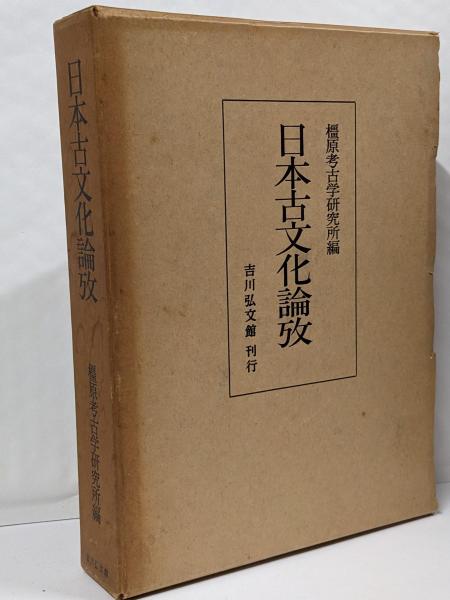 橿原考古学研究所編
日本古文化論攷
吉川弘文館 刊行
日本古文化論攷
橿原考古学研究所編